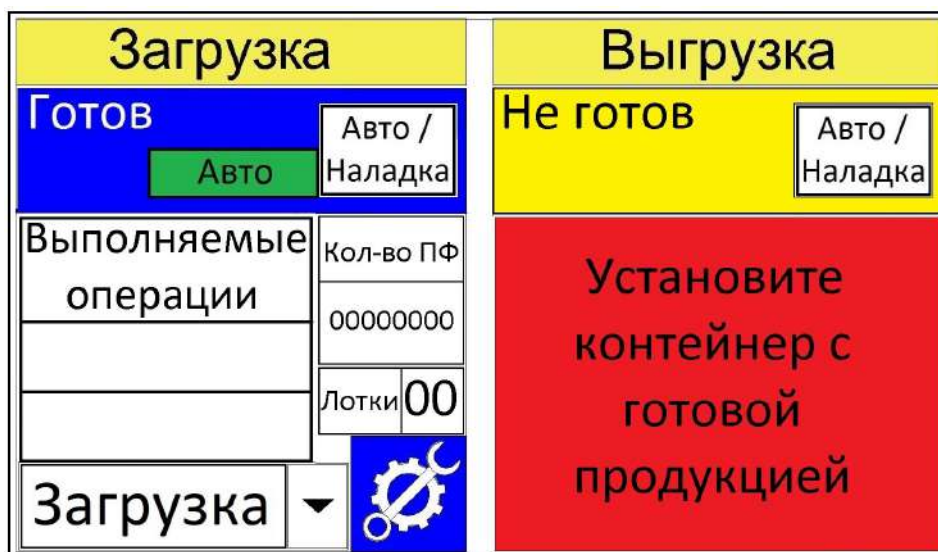 Загрузка
Готов
Авто
Авто /
Наладка
Выполняемые
операции
Кол-во ПФ
00000000
Лотки 00
Загрузка
Выгрузка
Не готов
Авто /
Наладка
Установите
контейнер с
готовой
продукцией